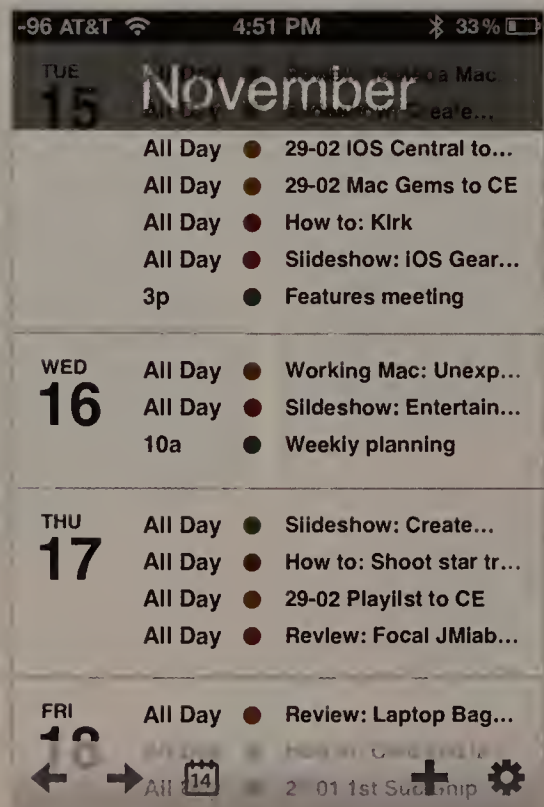 -96 AT&T 4:51 PM 33%
November
TUE
15
All Day 29-02 IOS Central to...
All Day 29-02 Mac Gems to CE
All Day How to: Klrk
All Day Slideshow: iOS Gear...
3p Features meeting
WED
16
All Day Working Mac: Unexp...
All Day Slideshow: Entertain...
10a Weekly planning
THU
17
All Day Slideshow: Create...
All Day How to: Shoot star tr...
All Day 29-02 Playlist to CE
All Day Review: Focal JMlab...
FRI
All Day Review: Laptop Bag...
14